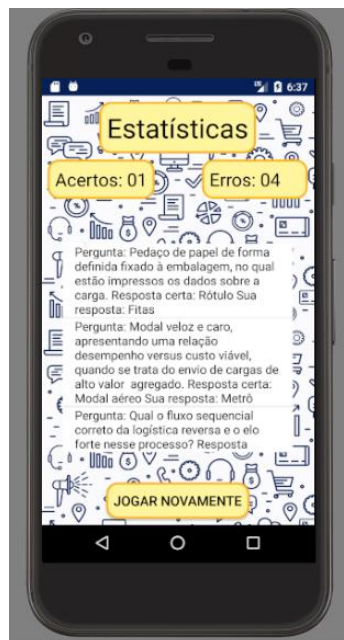 6:37
Estatísticas
Acertos: 01
Erros: 04
Pergunta: Pedaço de papel de forma
definida fixado à embalagem, no qual
estão impressos os dados sobre a
carga. Resposta certa: Rótulo Sua
resposta: Fitas
Pergunta: Modal veloz e caro,
apresentando uma relação
desempenho versus custo viável,
quando se trata do envio de cargas de
alto valor  agregado. Resposta certa:
Modal aéreo Sua resposta: Metrô
Pergunta: Qual o fluxo sequencial
correto da logística reversa e o elo
forte nesse processo? Resposta
JOGAR NOVAMENTE